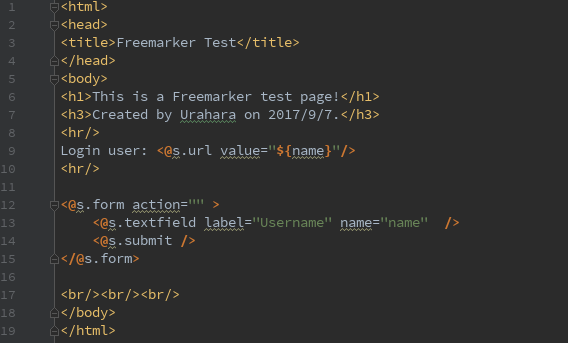 1 <html>
2 <head>
3 <title>Freemarker Test</title>
4 </head>
5 <body>
6 <h1>This is a Freemarker test page!</h1>
7 <h3>Created by Urahara on 2017/9/7.</h3>
8 <hr/>
9 Login user: <@s.url value="${name}"/>
10 <hr/>
11
12 <@s.form action="" >
13     <@s.textfield label="Username" name="name"  />
14     <@s.submit />
15 </@s.form>
16
17 <br/><br/><br/>
18 </body>
19 </html>